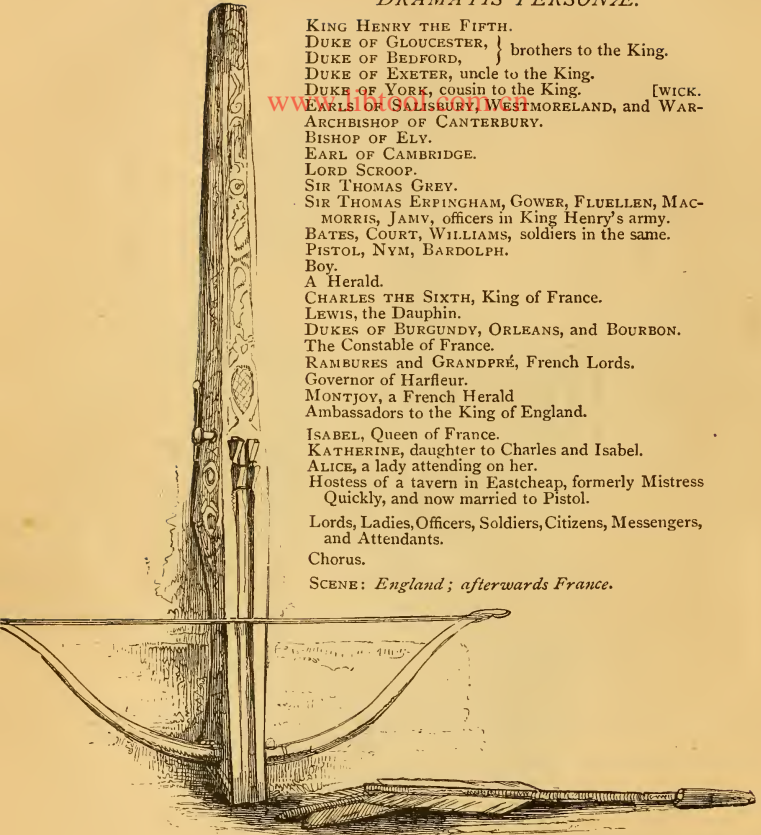 DRAMATIS PERSONÆ.
KING HENRY THE FIFTH.
DUKE OF GLOUCESTER, } brothers to the King.
DUKE OF BEDFORD,
DUKE OF EXETER, uncle to the King.
DUKE OF YORK, cousin to the King. [WICK.
www.libtool.com.cn
EARLS OF SALISBURY, WESTMORELAND, and WAR-
ARCHBISHOP OF CANTERBURY.
BISHOP OF ELY.
EARL OF CAMBRIDGE.
LORD SCROOP.
SIR THOMAS GREY.
SIR THOMAS ERPINGHAM, GOWER, FLUELLEN, MAC-
MORRIS, JAMY, officers in King Henry's army.
BATES, COURT, WILLIAMS, soldiers in the same.
PISTOL, NYM, BARDOLPH.
Boy.
A Herald.
CHARLES THE SIXTH, King of France.
LEWIS, the Dauphin.
DUKES OF BURGUNDY, ORLEANS, and BOURBON.
The Constable of France.
RAMBURES and GRANDPRÉ, French Lords.
Governor of Harfleur.
MONTJOY, a French Herald
Ambassadors to the King of England.
ISABEL, Queen of France.
KATHERINE, daughter to Charles and Isabel.
ALICE, a lady attending on her.
Hostess of a tavern in Eastcheap, formerly Mistress
Quickly, and now married to Pistol.
Lords, Ladies, Officers, Soldiers, Citizens, Messengers,
and Attendants.
Chorus.
SCENE: England; afterwards France.